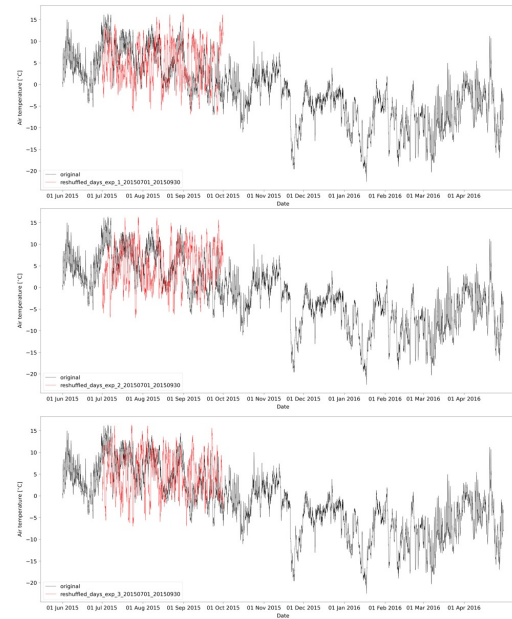 15
10
5
0
−5
−10
−15
−20
Air temperature [°C]
original
reshuffled_days_exp_1_20150701_20150930
01 Jun 2015 01 Jul 2015 01 Aug 2015 01 Sep 2015 01 Oct 2015 01 Nov 2015 01 Dec 2015 01 Jan 2016 01 Feb 2016 01 Mar 2016 01 Apr 2016
Date
15
10
5
0
−5
−10
−15
−20
Air temperature [°C]
original
reshuffled_days_exp_2_20150701_20150930
01 Jun 2015 01 Jul 2015 01 Aug 2015 01 Sep 2015 01 Oct 2015 01 Nov 2015 01 Dec 2015 01 Jan 2016 01 Feb 2016 01 Mar 2016 01 Apr 2016
Date
15
10
5
0
−5
−10
−15
−20
Air temperature [°C]
original
reshuffled_days_exp_3_20150701_20150930
01 Jun 2015 01 Jul 2015 01 Aug 2015 01 Sep 2015 01 Oct 2015 01 Nov 2015 01 Dec 2015 01 Jan 2016 01 Feb 2016 01 Mar 2016 01 Apr 2016
Date